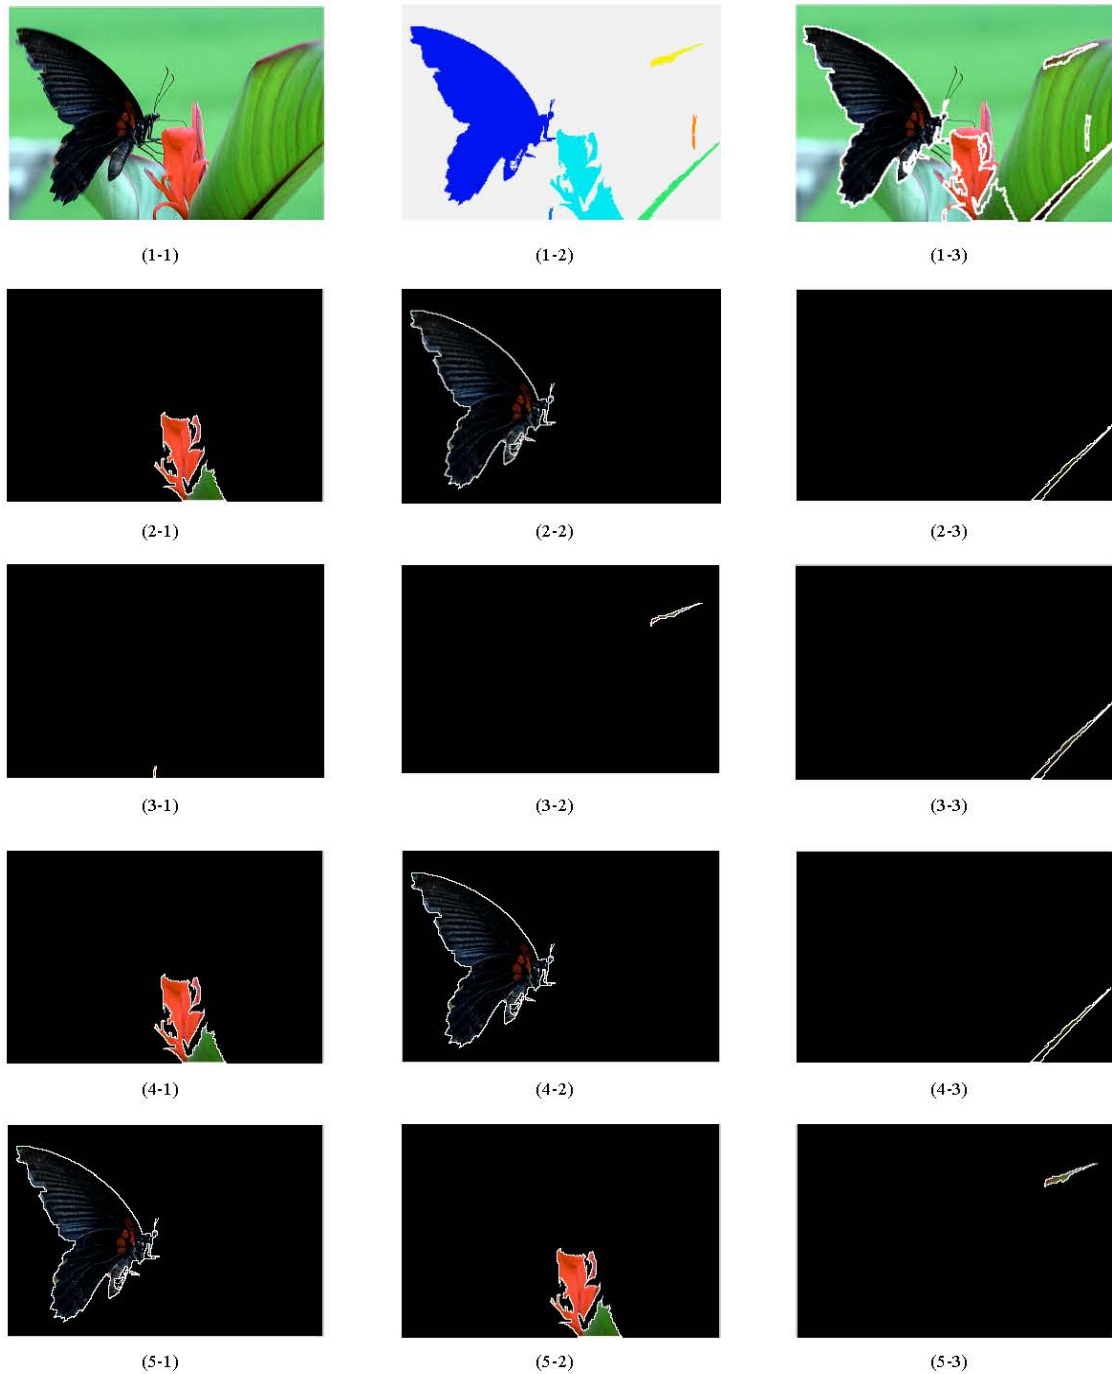 (1-1) (1-2) (1-3)
(2-1) (2-2) (2-3)
(3-1) (3-2) (3-3)
(4-1) (4-2) (4-3)
(5-1) (5-2) (5-3)